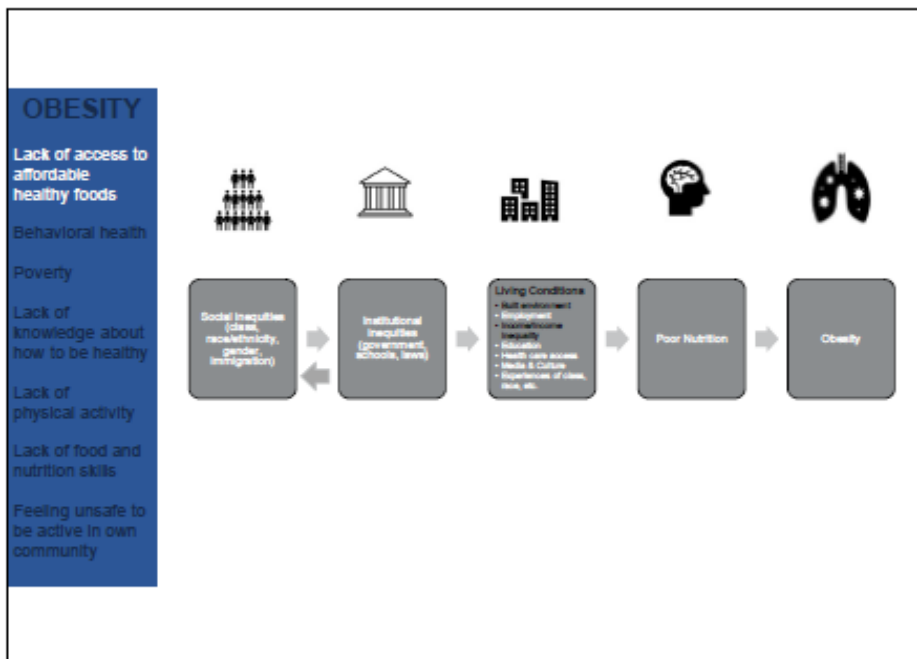 OBESITY
Lack of access to
affordable
healthy foods
Behavioral health
Poverty
Lack of
knowledge about
how to be healthy
Lack of
physical activity
Lack of food and
nutrition skills
Feeling unsafe to
be active in own
community
Social Inequities
(class,
race/ethnicity,
gender,
immigration)
Institutional
Inequities
(government,
schools, laws)
Living Conditions
• Built environment
• Employment
• Income/Income
Inequality
• Education
• Health care access
• Media & Culture
• Experiences of class,
race, etc.
Poor Nutrition
Obesity